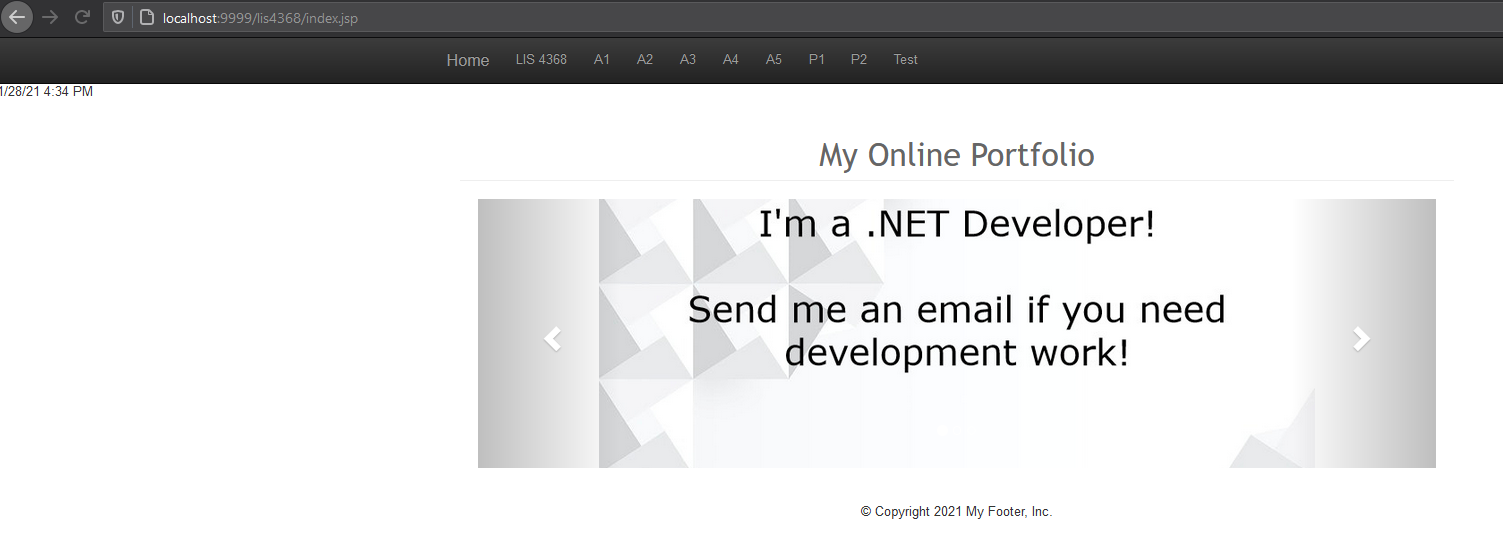 localhost:9999/lis4368/index.jsp
Home LIS 4368 A1 A2 A3 A4 A5 P1 P2 Test
1/28/21 4:34 PM
My Online Portfolio
I'm a .NET Developer!
Send me an email if you need
development work!
© Copyright 2021 My Footer, Inc.